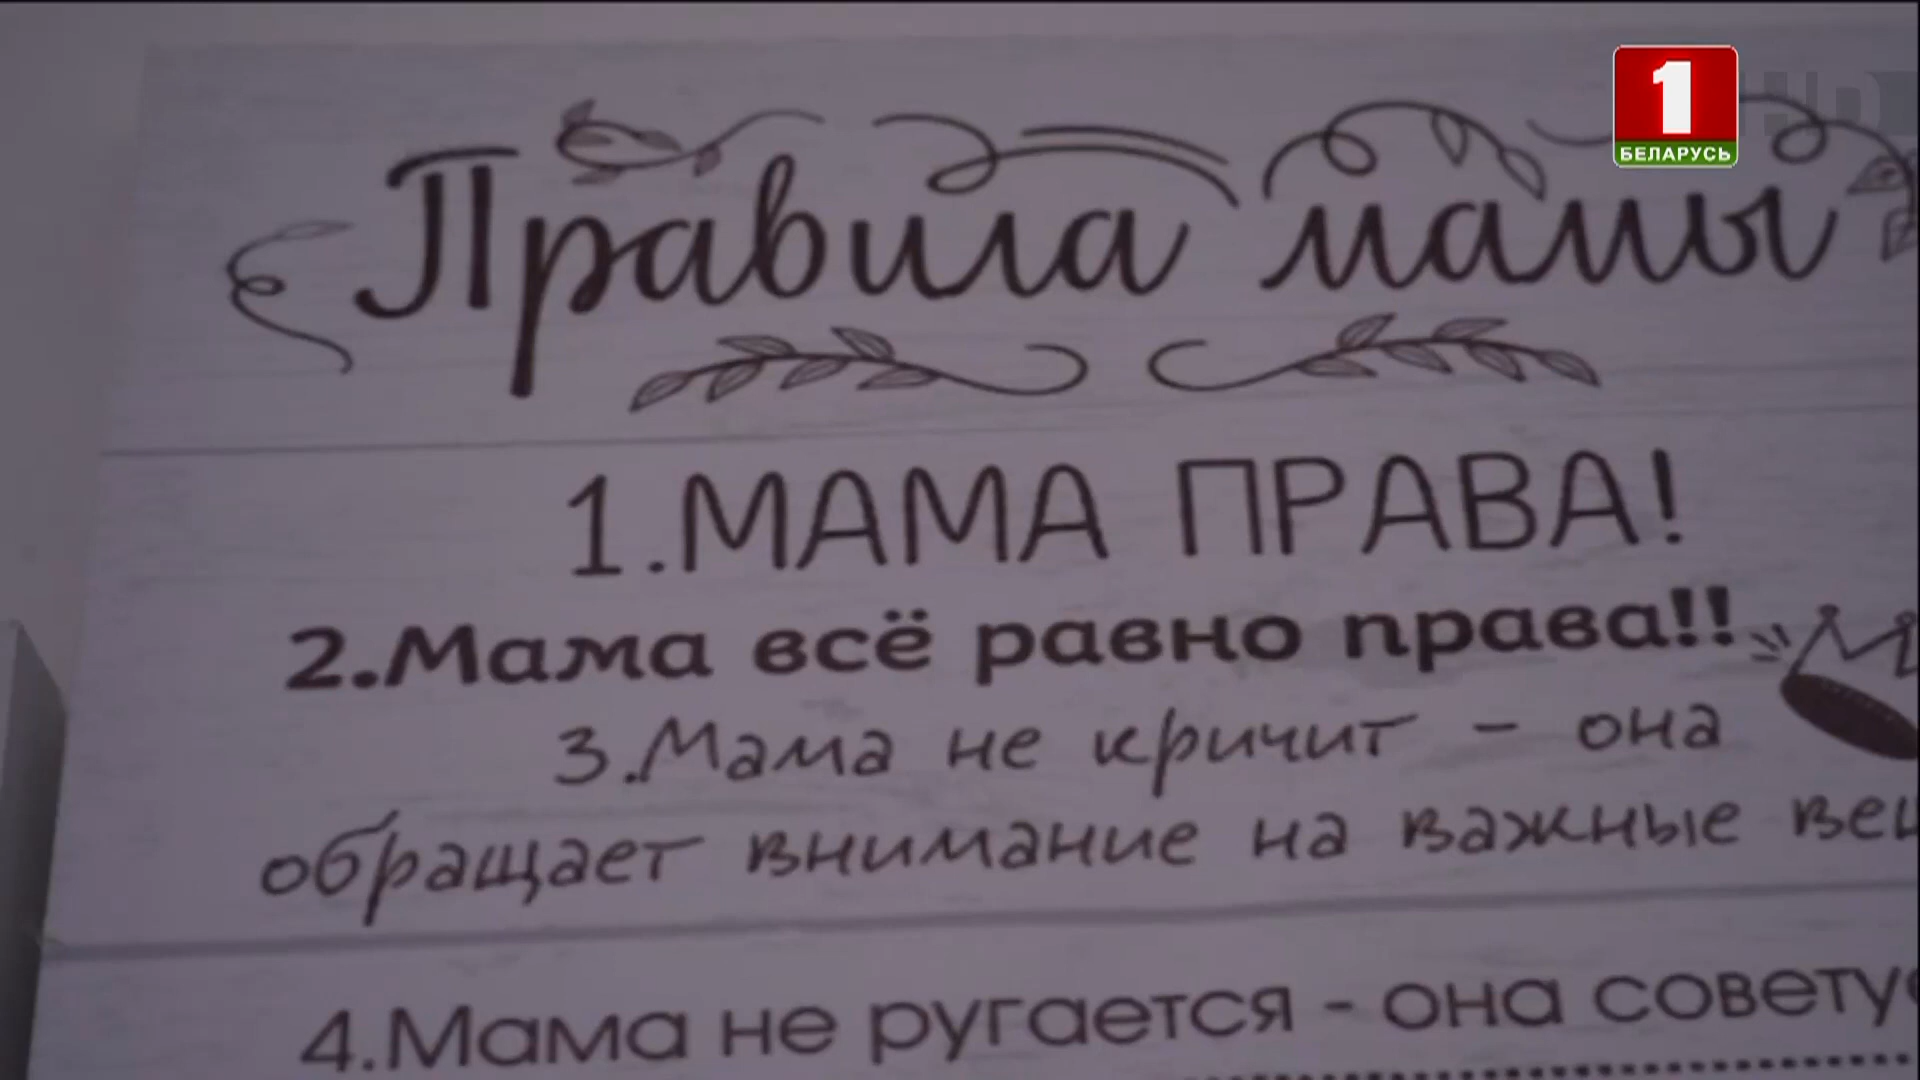 1
БЕЛАРУСЬ
Правила мамы
1.МАМА ПРАВА!
2.Мама всё равно права!!
3.Мама не кричит - она
обращает внимание на важные
4.Мама не ругается - она